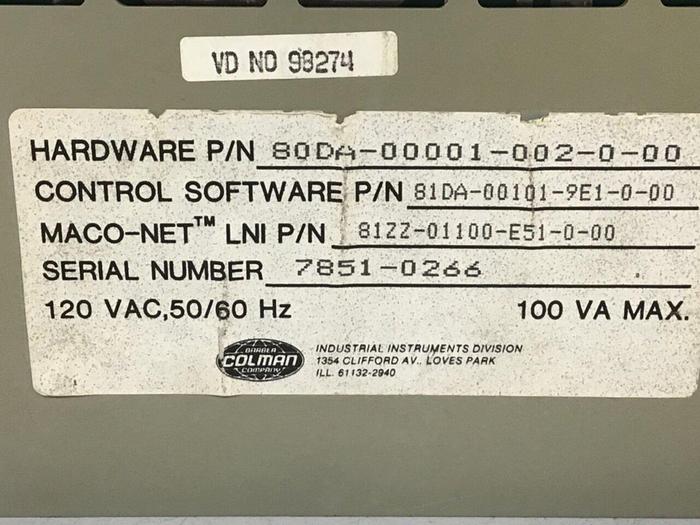 VD NO 98274
HARDWARE P/N 80DA-00001-002-0-00
CONTROL SOFTWARE P/N 81DA-00101-9E1-0-00
MACO-NET™ LNI P/N 81ZZ-01100-E51-0-00
SERIAL NUMBER 7851-0266
120 VAC,50/60 Hz 100 VA MAX.
BARBER
COLMAN
COMPANY
INDUSTRIAL INSTRUMENTS DIVISION
1354 CLIFFORD AV., LOVES PARK
ILL. 61132-2940